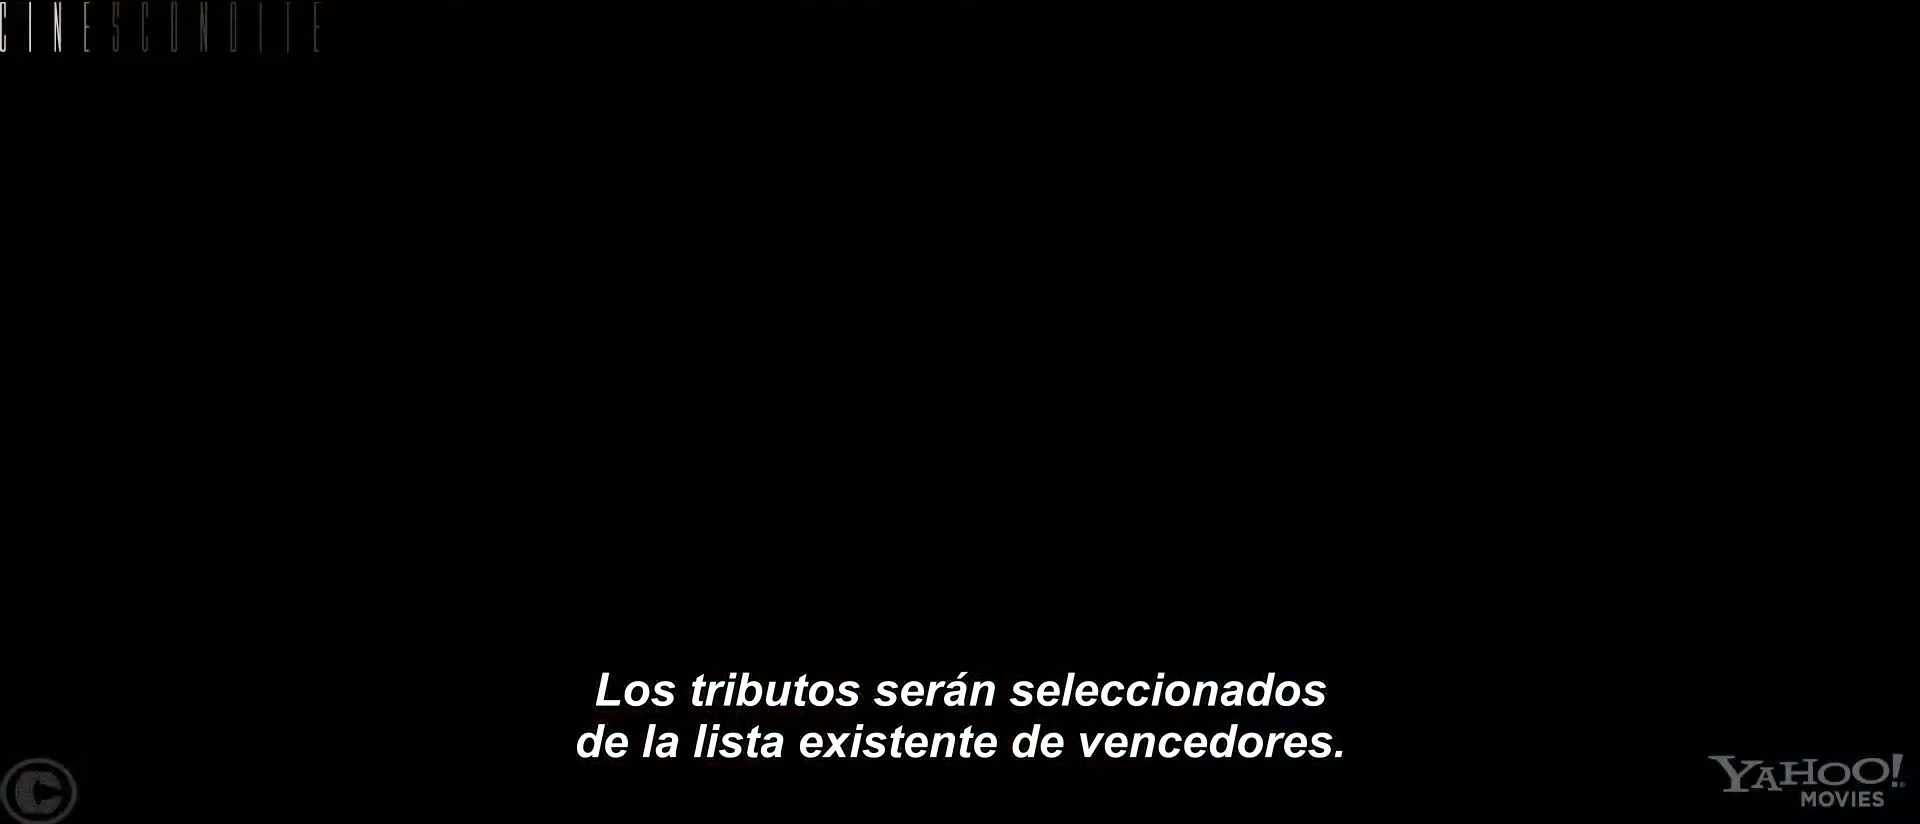 CINESCONDITE
Los tributos serán seleccionados
de la lista existente de vencedores.
C
YAHOO!
MOVIES